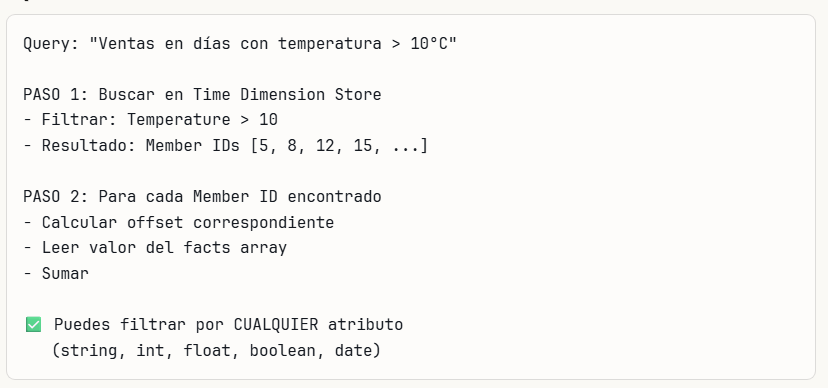 Query: "Ventas en días con temperatura > 10°C"
PASO 1: Buscar en Time Dimension Store
- Filtrar: Temperature > 10
- Resultado: Member IDs [5, 8, 12, 15, ...]
PASO 2: Para cada Member ID encontrado
- Calcular offset correspondiente
- Leer valor del facts array
- Sumar
✅ Puedes filtrar por CUALQUIER atributo
(string, int, float, boolean, date)